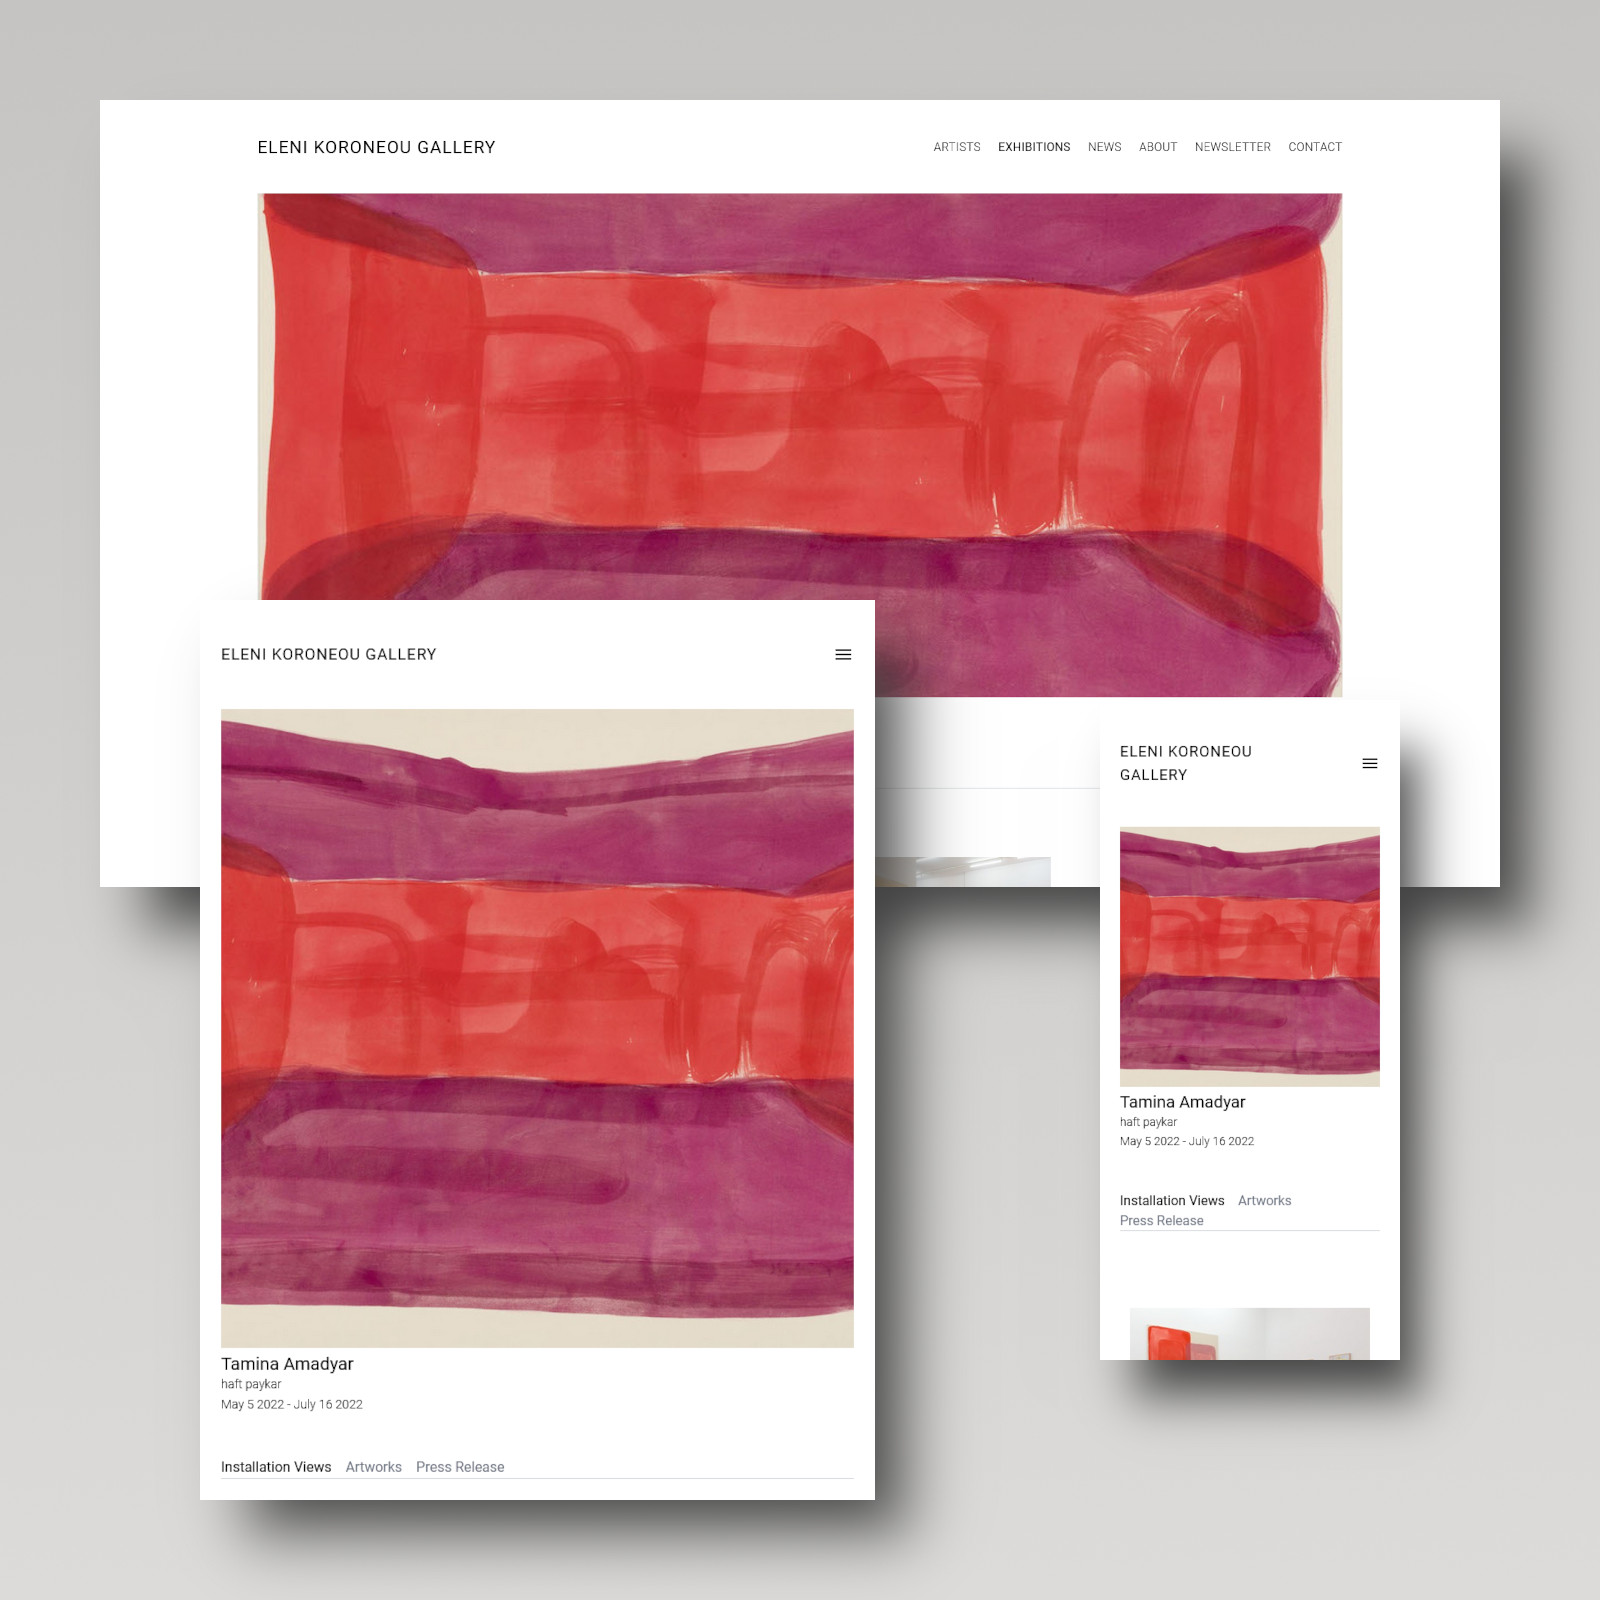 ELENI KORONEOU GALLERY
ARTISTS EXHIBITIONS NEWS ABOUT NEWSLETTER CONTACT
ELENI KORONEOU GALLERY
Tamina Amadyar
haft paykar
May 5 2022 - July 16 2022
Installation Views Artworks Press Release
ELENI KORONEOU
GALLERY
Tamina Amadyar
haft paykar
May 5 2022 - July 16 2022
Installation Views Artworks
Press Release